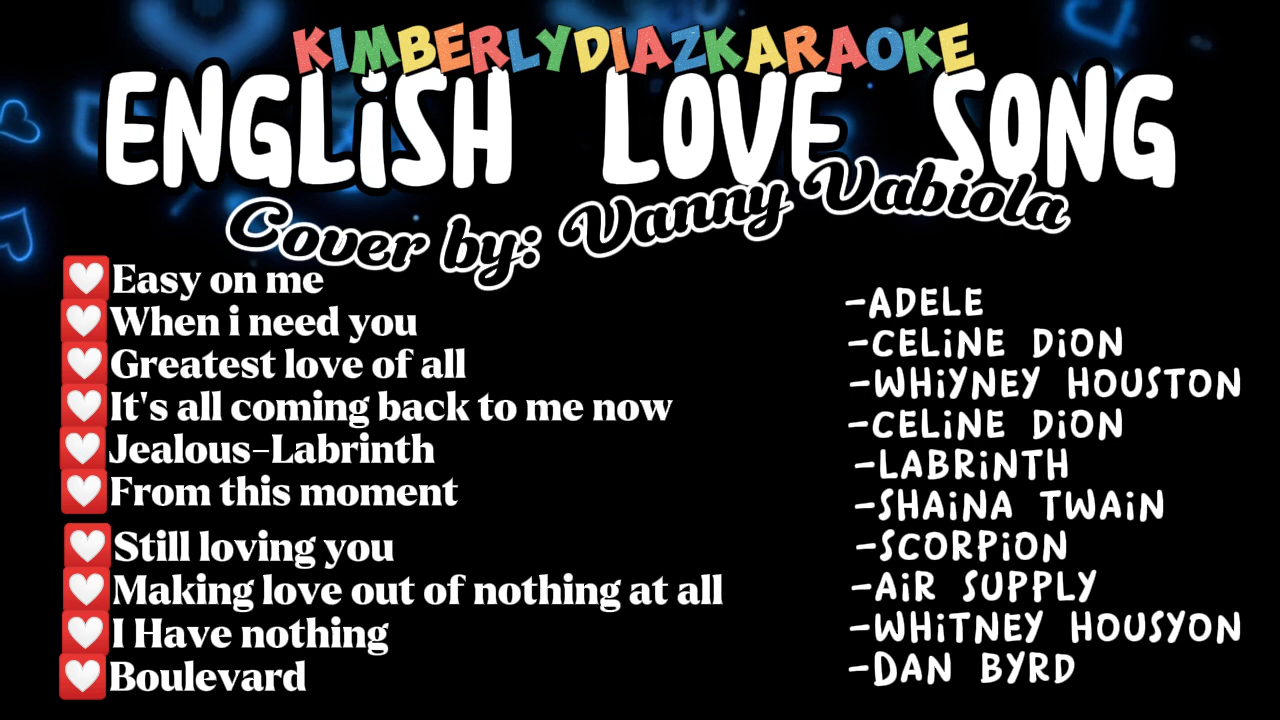 KIMBERLYDIAZKARAOKE
ENGLiSH LOVE SONG
Cover by: Vanny Vabiola
Easy on me
When i need you
Greatest love of all
It's all coming back to me now
Jealous-Labrinth
From this moment
Still loving you
Making love out of nothing at all
I Have nothing
Boulevard
-ADELE
-CELiNE DiON
-WHiYNEY HOUSTON
-CELiNE DiON
-LABRiNTH
-SHAiNA TWAiN
-SCORPiON
-AiR SUPPLY
-WHiTNEY HOUSYON
-DAN BYRD